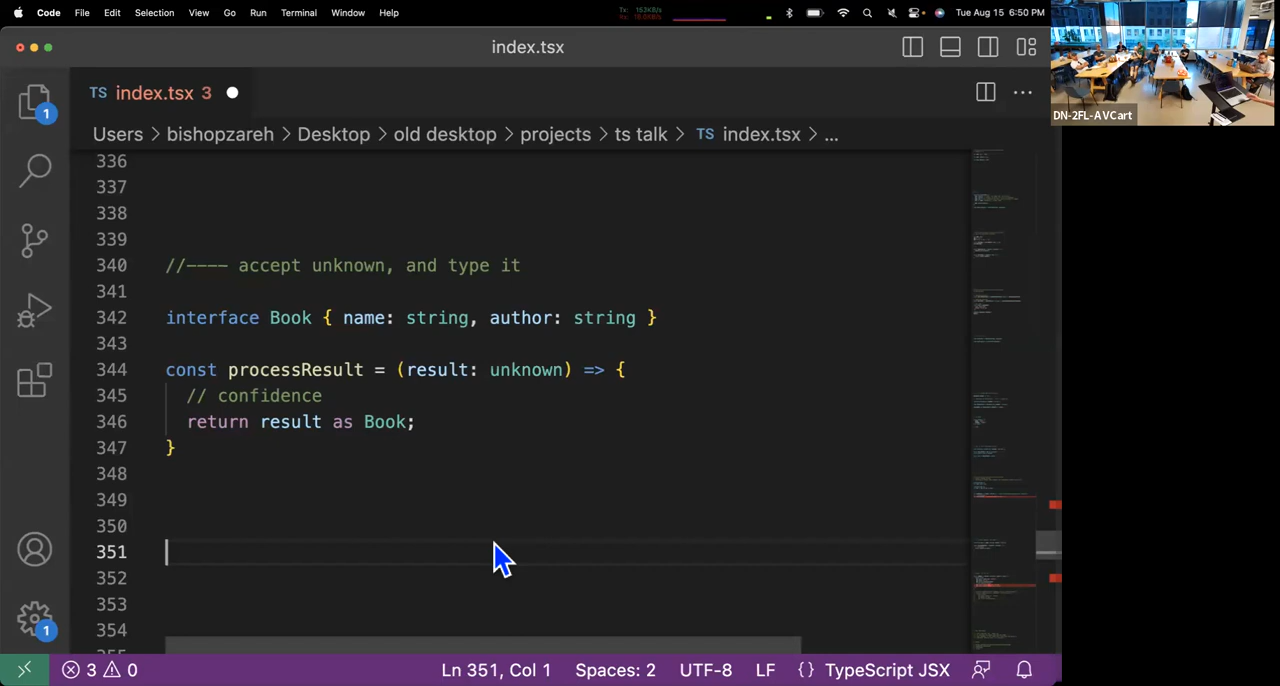 Code File Edit Selection View Go Run Terminal Window Help Tue Aug 15 6:50 PM
index.tsx
TS index.tsx 3
1
Users > bishopzareh > Desktop > old desktop > projects > ts talk > TS index.tsx > ...
DN-2FL-AVCart
336
337
338
339
340 //---- accept unknown, and type it
341
342 interface Book { name: string, author: string }
343
344 const processResult = (result: unknown) => {
345 // confidence
346 return result as Book;
347 }
348
349
350
351
352
353
354
1
3 0 Ln 351, Col 1 Spaces: 2 UTF-8 LF {} TypeScript JSX